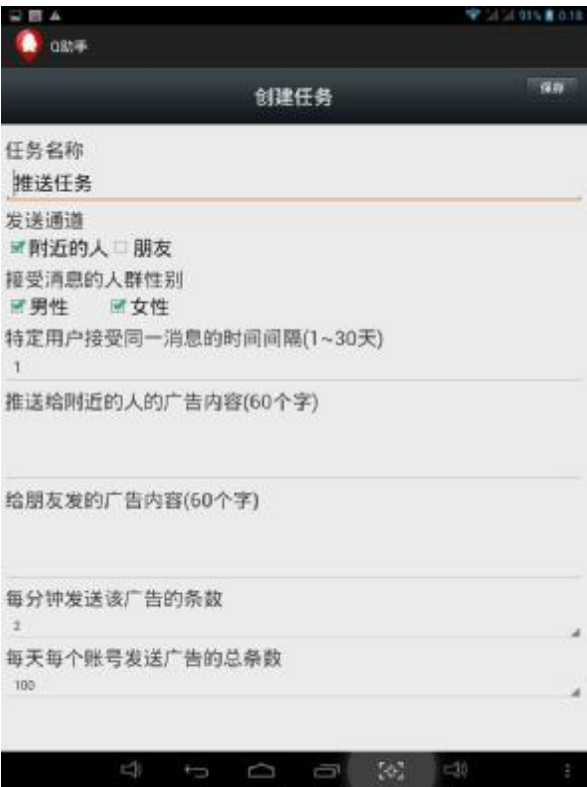 93% 0:18
Q助手
创建任务
保存
任务名称
推送任务
发送通道
附近的人 朋友
接受消息的人群性别
男性 女性
特定用户接受同一消息的时间间隔(1~30天)
1
推送给附近的人的广告内容(60个字)
给朋友发的广告内容(60个字)
每分钟发送该广告的条数
2
每天每个账号发送广告的总条数
100